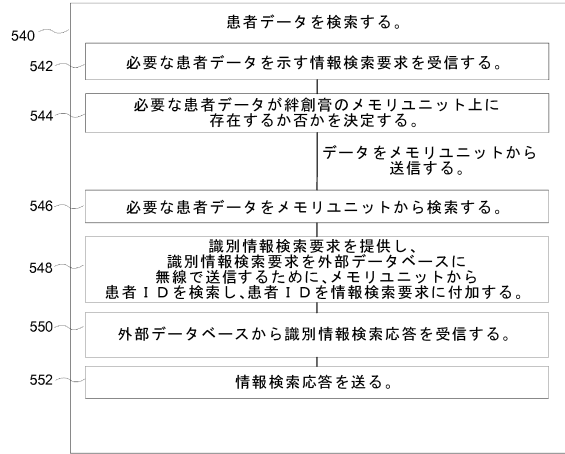 540
患者データを検索する。
542
必要な患者データを示す情報検索要求を受信する。
544
必要な患者データが絆創膏のメモリユニット上に
存在するか否かを決定する。
データをメモリユニットから
送信する。
546
必要な患者データをメモリユニットから検索する。
548
識別情報検索要求を提供し、
識別情報検索要求を外部データベースに
無線で送信するために、メモリユニットから
患者ＩＤを検索し、患者ＩＤを情報検索要求に付加する。
550
外部データベースから識別情報検索応答を受信する。
552
情報検索応答を送る。